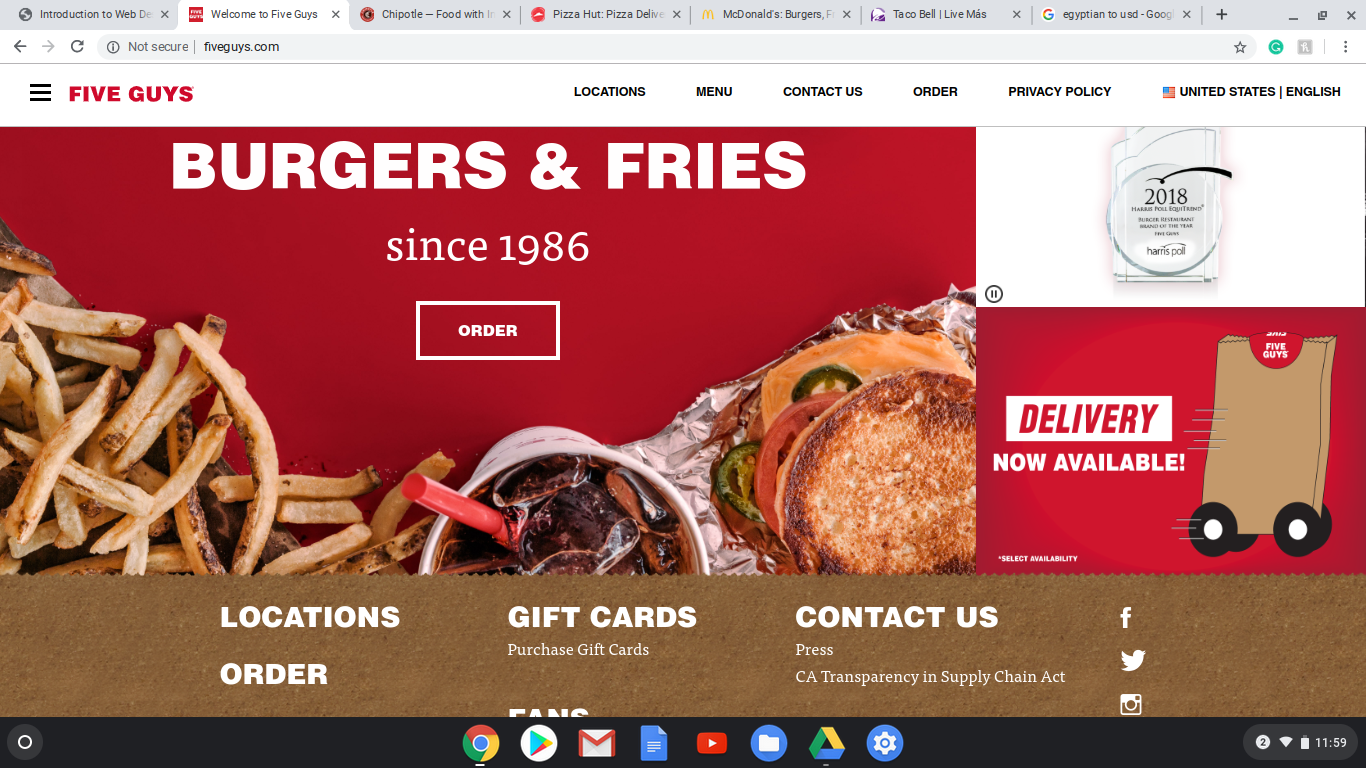 Introduction to Web De
Welcome to Five Guys
Chipotle — Food with In
Pizza Hut: Pizza Delive
McDonald's: Burgers, F
Taco Bell | Live Más
egyptian to usd - Googl
Not secure | fiveguys.com
FIVE GUYS
LOCATIONS
MENU
CONTACT US
ORDER
PRIVACY POLICY
UNITED STATES | ENGLISH
BURGERS & FRIES
since 1986
ORDER
2018
HARRIS POLL EQUITREND®
BURGER RESTAURANT
BRAND OF THE YEAR
FIVE GUYS
harris poll
FIVE
GUYS
DELIVERY
NOW AVAILABLE!
*SELECT AVAILABILITY
LOCATIONS
ORDER
GIFT CARDS
Purchase Gift Cards
FANS
CONTACT US
Press
CA Transparency in Supply Chain Act
2
11:59